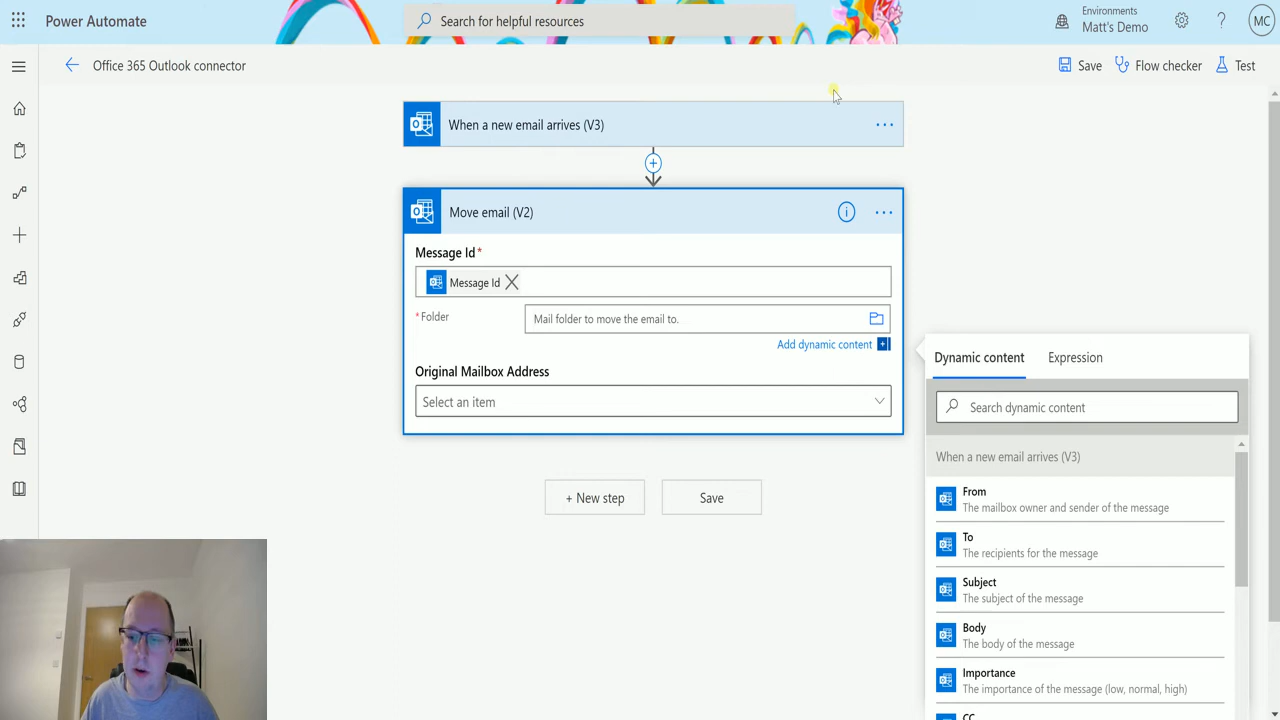 Power Automate
Search for helpful resources
Environments
Matt's Demo
?
MC
Office 365 Outlook connector
Save
Flow checker
Test
When a new email arrives (V3)
Move email (V2)
Message Id*
Message Id
* Folder
Mail folder to move the email to.
Add dynamic content
Original Mailbox Address
Select an item
+ New step
Save
Dynamic content
Expression
Search dynamic content
When a new email arrives (V3)
From
The mailbox owner and sender of the message
To
The recipients for the message
Subject
The subject of the message
Body
The body of the message
Importance
The importance of the message (low, normal, high)
CC